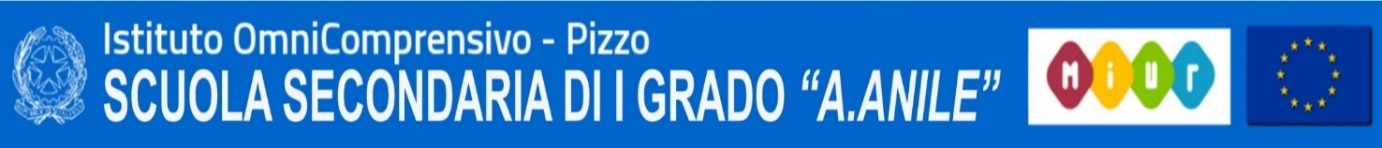 Istituto OmniComprensivo - Pizzo
SCUOLA SECONDARIA DI I GRADO “A.ANILE”
MiUR